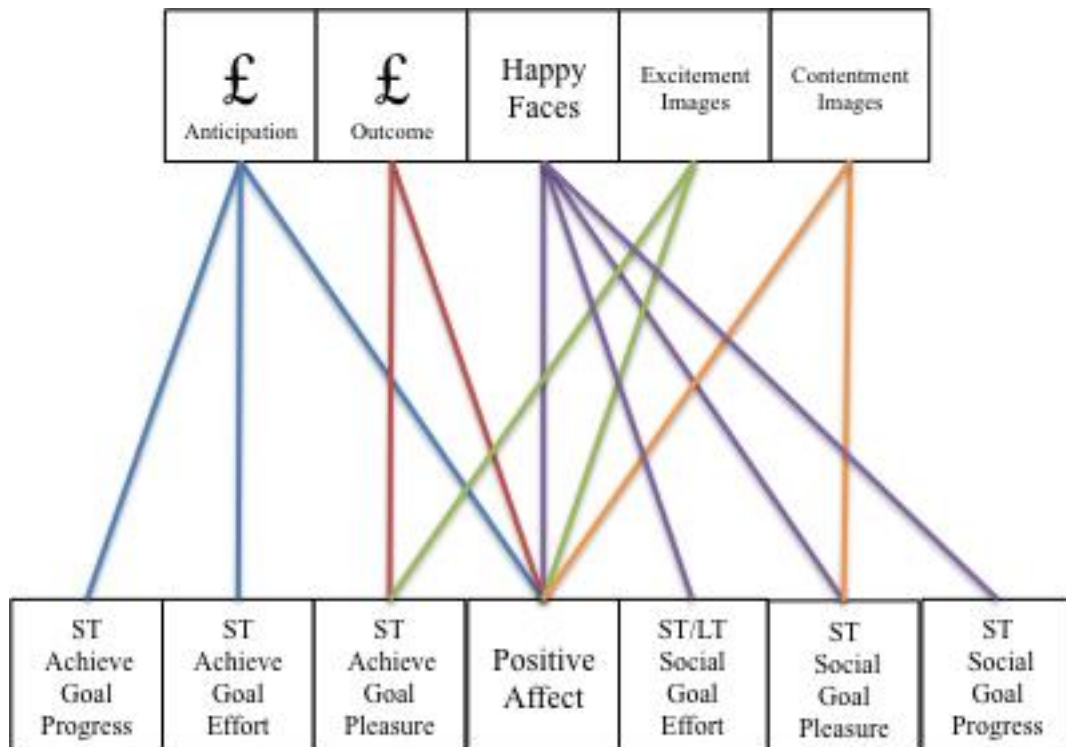 £
Anticipation
£
Outcome
Happy
Faces
Excitement
Images
Contentment
Images
ST
Achieve
Goal
Progress
ST
Achieve
Goal
Effort
ST
Achieve
Goal
Pleasure
Positive
Affect
ST/LT
Social
Goal
Effort
ST
Social
Goal
Pleasure
ST
Social
Goal
Progress